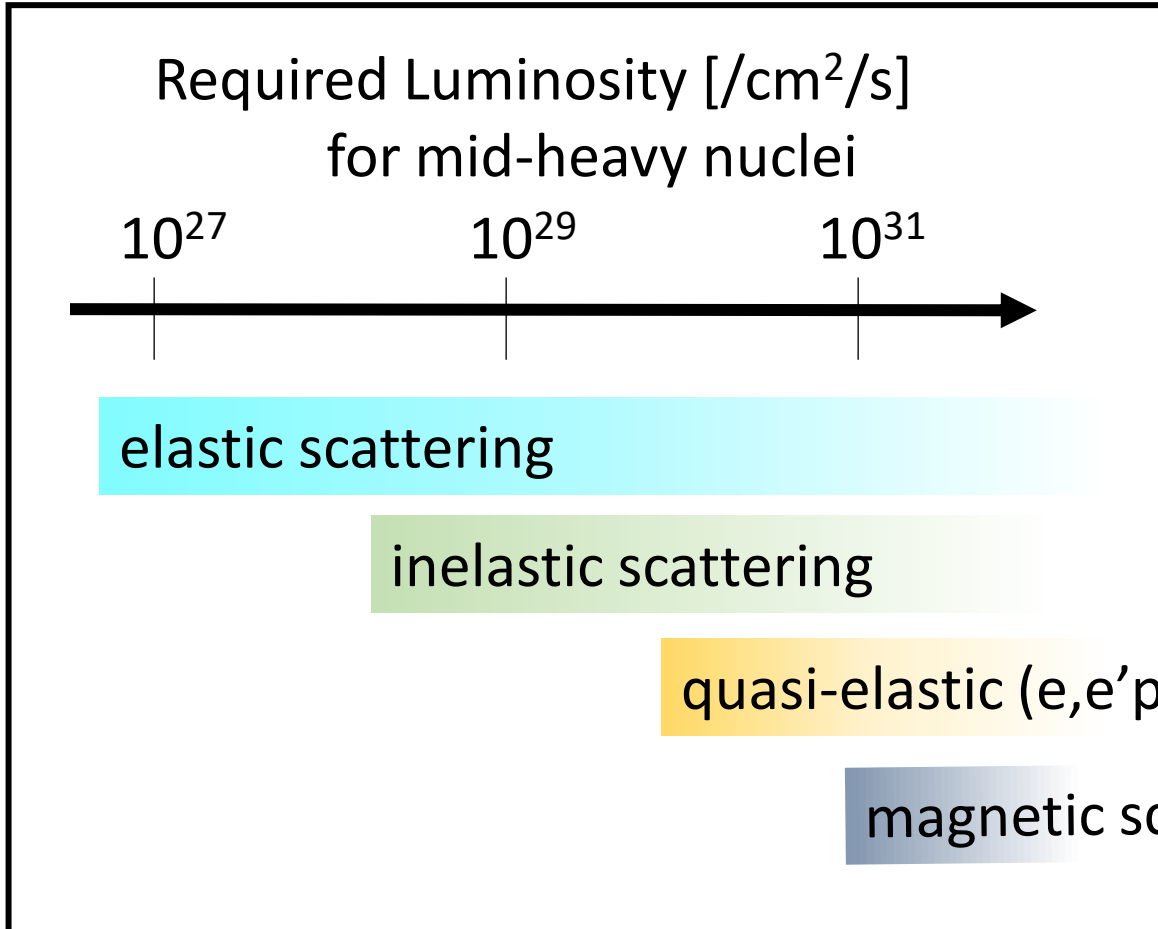 Required Luminosity [/cm²/s]
for mid-heavy nuclei
10²⁷ 10²⁹ 10³¹
elastic scattering
inelastic scattering
quasi-elastic (e,e’p
magnetic sc